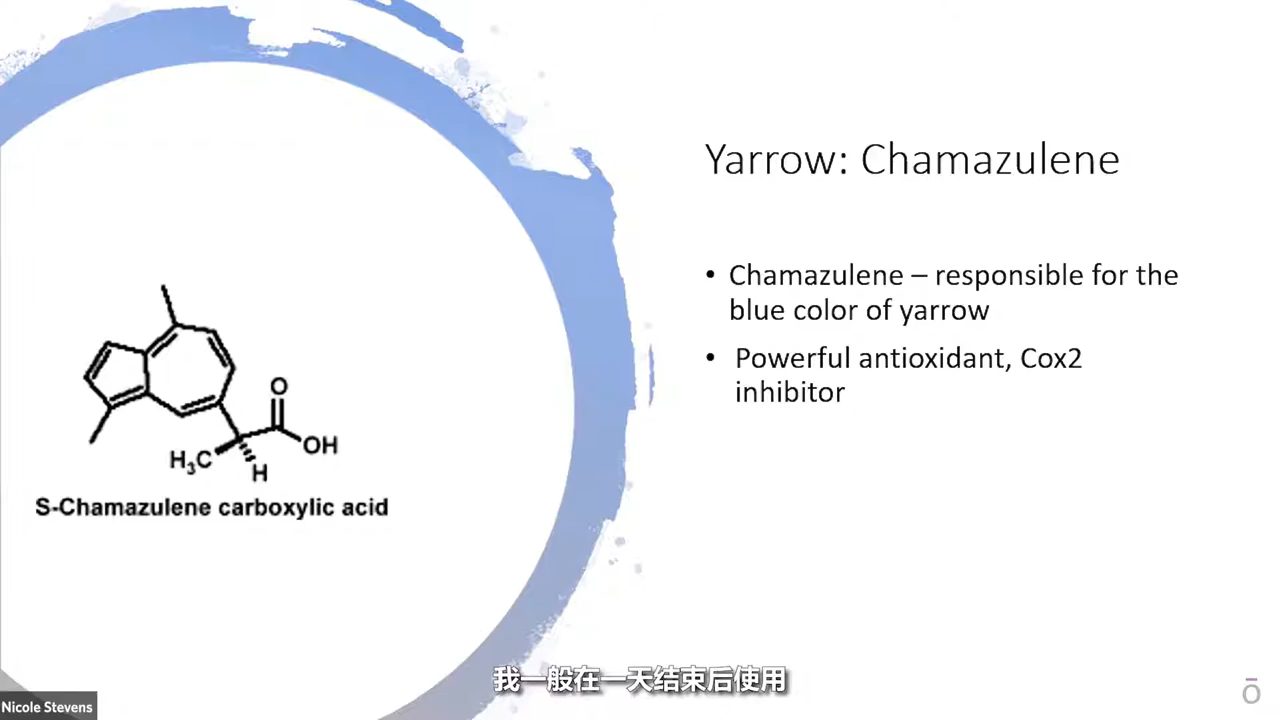 Yarrow: Chamazulene
• Chamazulene – responsible for the
blue color of yarrow
• Powerful antioxidant, Cox2
inhibitor
O
OH
H₃C
H
S-Chamazulene carboxylic acid
我一般在一天结束后使用
Nicole Stevens
ō